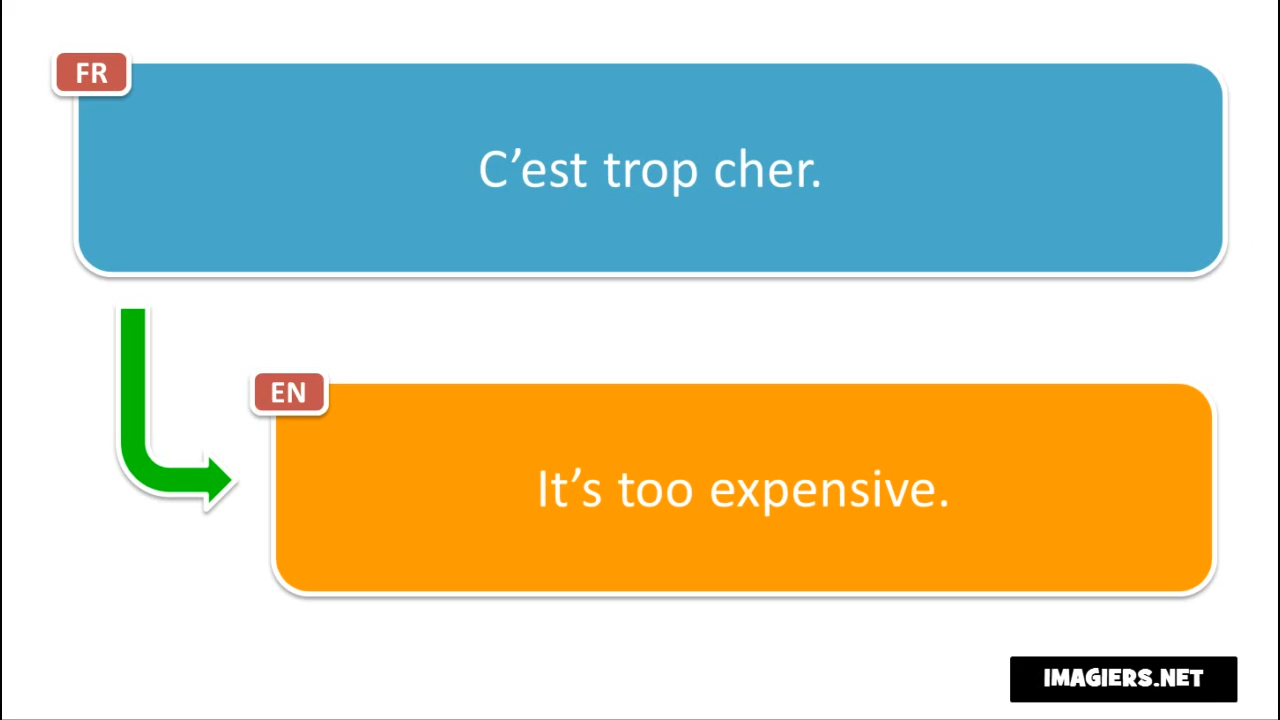 FR
C’est trop cher.
EN
It’s too expensive.
IMAGIERS.NET